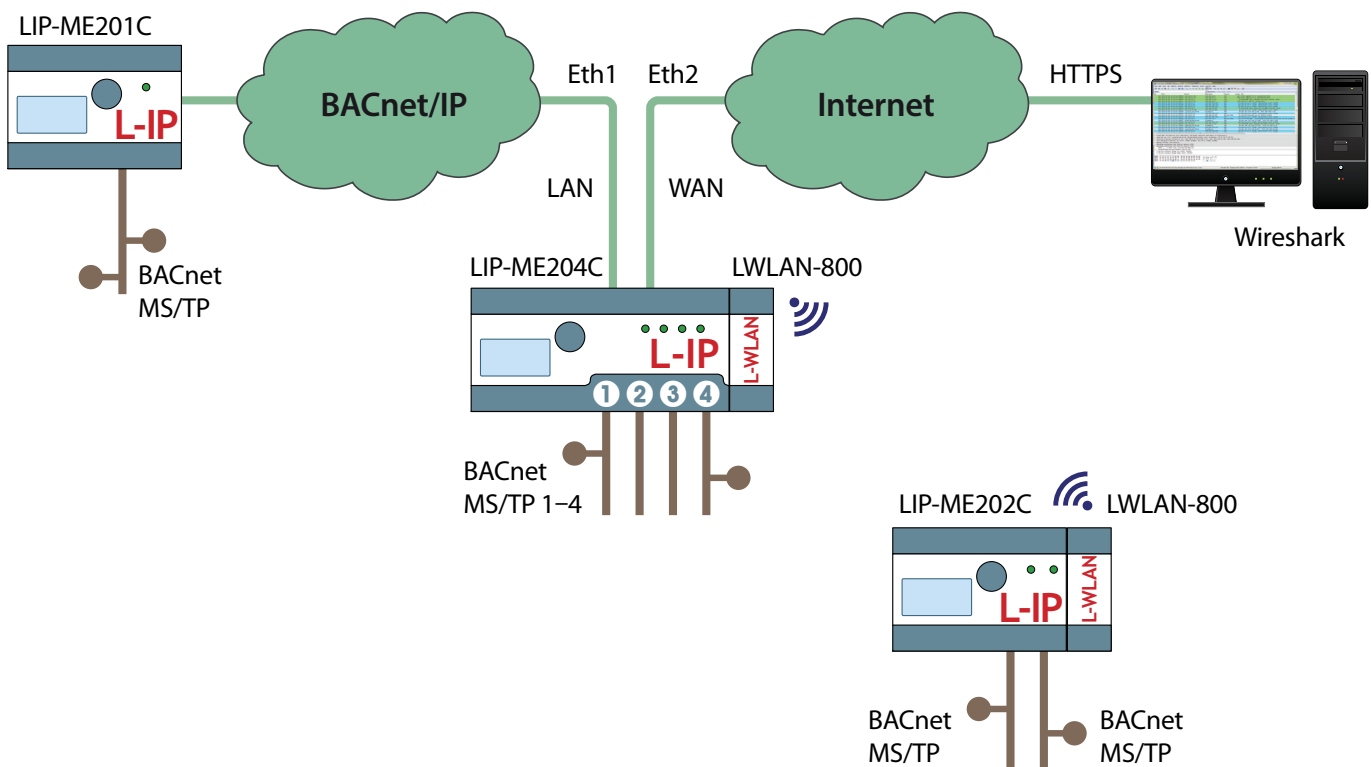 LIP-ME201C
L-IP
BACnet
MS/TP
BACnet/IP
Eth1
Eth2
LAN
WAN
Internet
HTTPS
Wireshark
LIP-ME204C
LWLAN-800
L-IP
L-WLAN
1 2 3 4
BACnet
MS/TP 1–4
LIP-ME202C
LWLAN-800
L-IP
L-WLAN
BACnet
MS/TP
BACnet
MS/TP